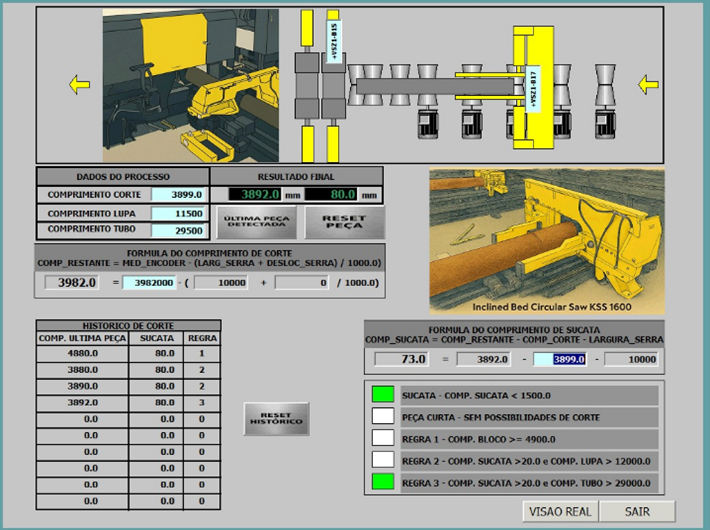 +VSZ1-B15
+VSZ1-B17
DADOS DO PROCESSO
RESULTADO FINAL
COMPRIMENTO CORTE 3899.0
3892.0 mm 80.0 mm
COMPRIMENTO LUPA 11500
COMPRIMENTO TUBO 29500
ÚLTIMA PEÇA
DETECTADA
RESET
PEÇA
FORMULA DO COMPRIMENTO DE CORTE
COMP_RESTANTE = MED_ENCODER - (LARG_SERRA + DESLOC_SERRA) / 1000.0)
3982.0 = 3982000 - ( 10000 + 0 / 1000.0)
Inclined Bed Circular Saw KSS 1600
HISTORICO DE CORTE
COMP. ULTIMA PEÇA SUCATA REGRA
4880.0 80.0 1
3880.0 80.0 2
3890.0 80.0 2
3892.0 80.0 3
0.0 0.0 0
0.0 0.0 0
0.0 0.0 0
0.0 0.0 0
0.0 0.0 0
0.0 0.0 0
RESET
HISTÓRICO
FORMULA DO COMPRIMENTO DE SUCATA
COMP_SUCATA = COMP_RESTANTE - COMP_CORTE - LARGURA_SERRA
73.0 = 3892.0 - 3899.0 - 10000
SUCATA - COMP. SUCATA < 1500.0
PEÇA CURTA - SEM POSSIBILIDADES DE CORTE
REGRA 1 - COMP. BLOCO >= 4900.0
REGRA 2 - COMP. SUCATA >20.0 e COMP. LUPA > 12000.0
REGRA 3 - COMP. SUCATA >20.0 e COMP. TUBO > 29000.0
VISAO REAL
SAIR